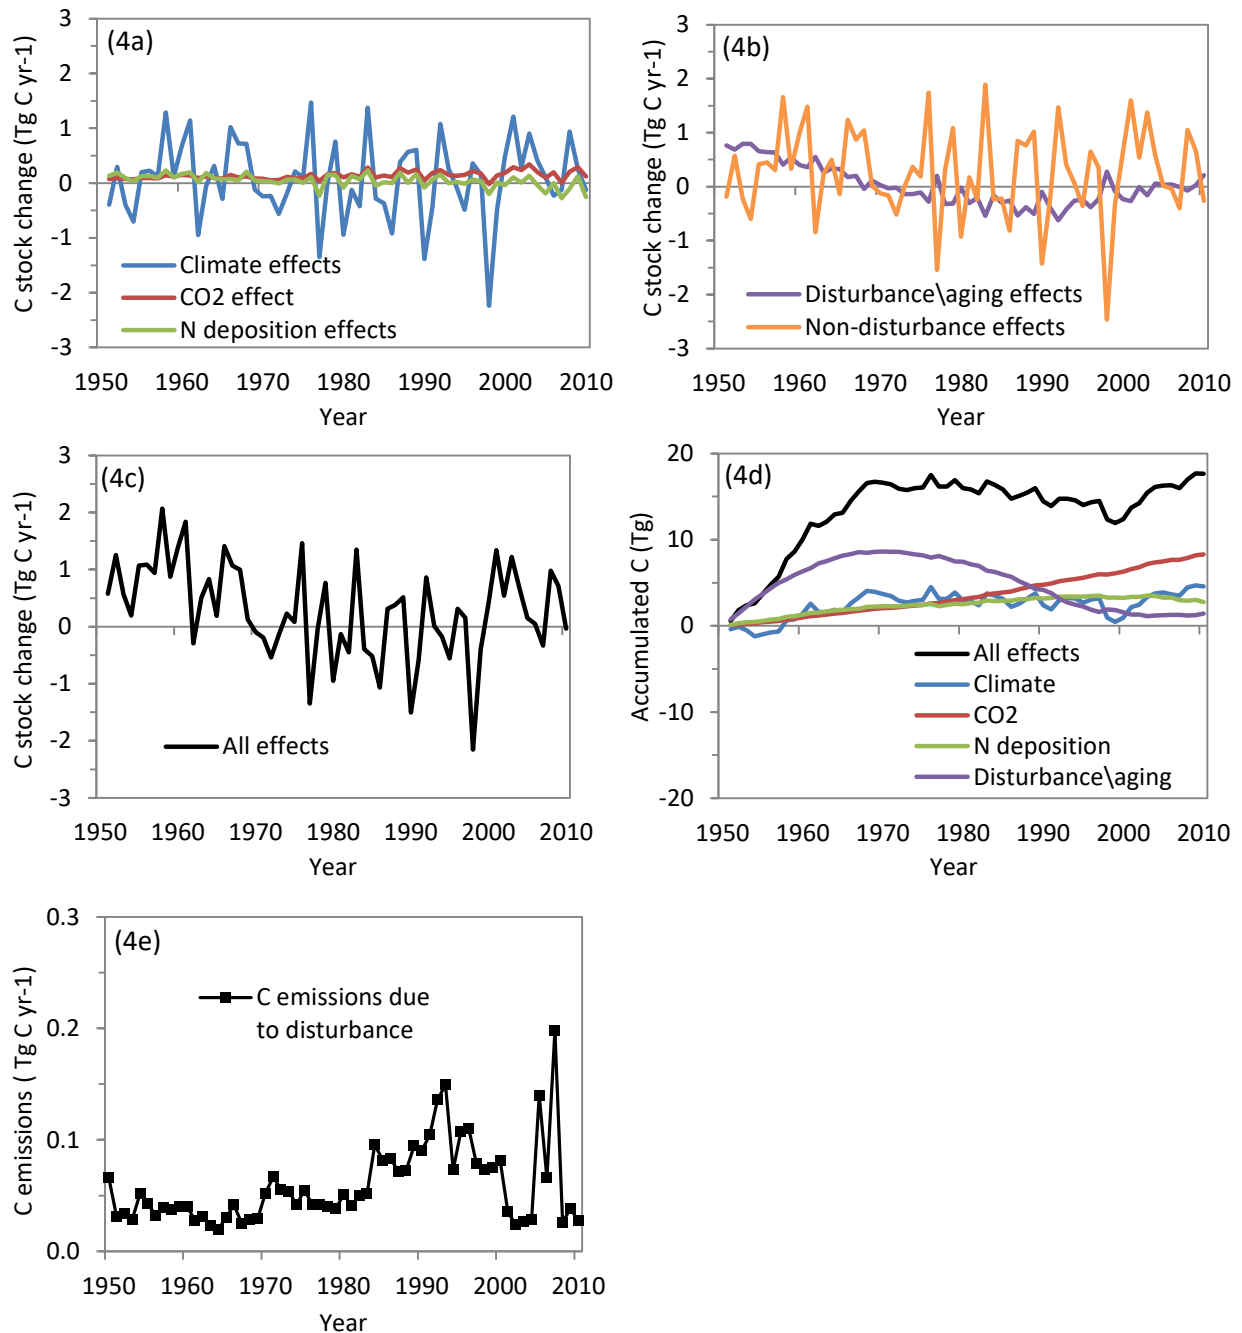 (4a)
C stock change (Tg C yr-1)
3
2
1
0
-1
-2
-3
Climate effects
CO2 effect
N deposition effects
1950 1960 1970 1980 1990 2000 2010
Year
(4b)
C stock change (Tg C yr-1)
3
2
1
0
-1
-2
-3
Disturbance\aging effects
Non-disturbance effects
1950 1960 1970 1980 1990 2000 2010
Year
(4c)
C stock change (Tg C yr-1)
3
2
1
0
-1
-2
-3
All effects
1950 1960 1970 1980 1990 2000 2010
Year
(4d)
Accumulated C (Tg)
20
10
0
-10
-20
All effects
Climate
CO2
N deposition
Disturbance\aging
1950 1960 1970 1980 1990 2000 2010
Year
(4e)
C emissions ( Tg C yr-1)
0.3
0.2
0.1
0.0
C emissions due
to disturbance
1950 1960 1970 1980 1990 2000 2010
Year